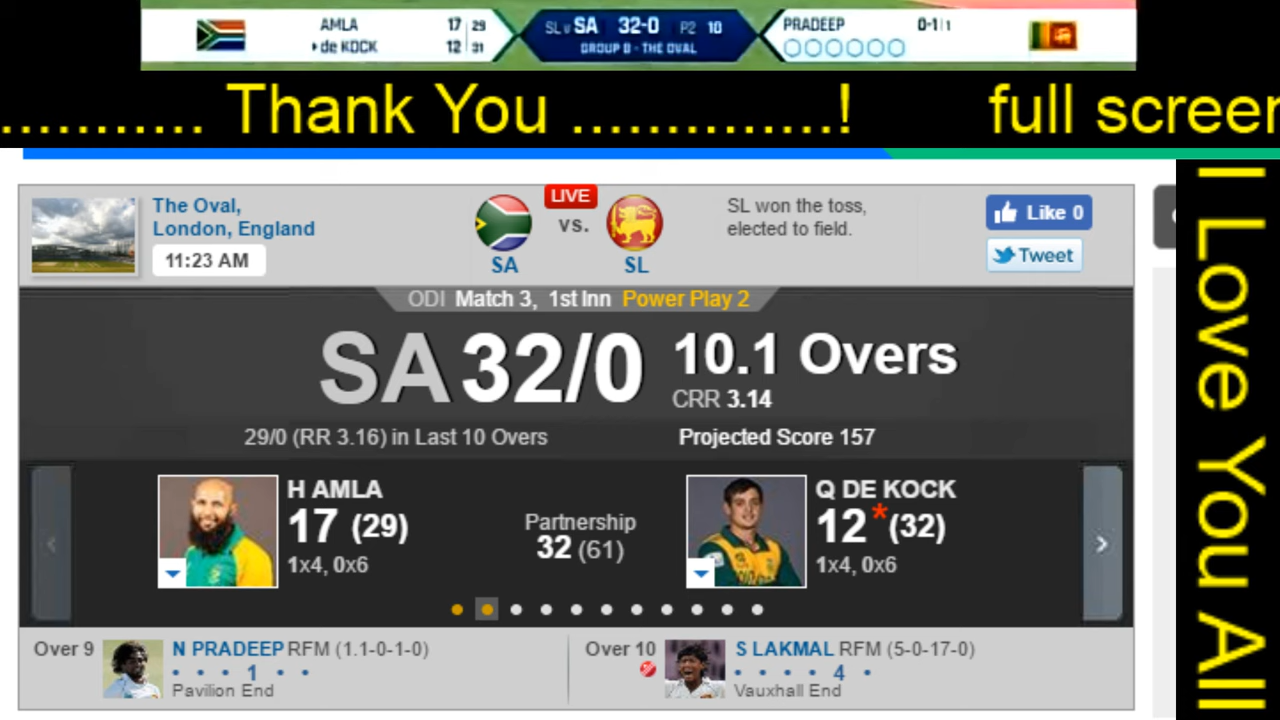 AMLA 17 29
de KOCK 12 31
SL v SA 32-0 P2 10
GROUP B - THE OVAL
PRADEEP 0-1 1
........... Thank You ..............! full screen
I Love You All
The Oval,
London, England
11:23 AM
LIVE
vs.
SA
SL
SL won the toss,
elected to field.
Like 0
Tweet
ODI Match 3, 1st Inn Power Play 2
SA 32/0
10.1 Overs
CRR 3.14
29/0 (RR 3.16) in Last 10 Overs
Projected Score 157
H AMLA
17 (29)
1x4, 0x6
Partnership
32 (61)
Q DE KOCK
12*(32)
1x4, 0x6
Over 9
N PRADEEP RFM (1.1-0-1-0)
• • • 1 • •
Pavilion End
Over 10
S LAKMAL RFM (5-0-17-0)
• • • • 4 •
Vauxhall End